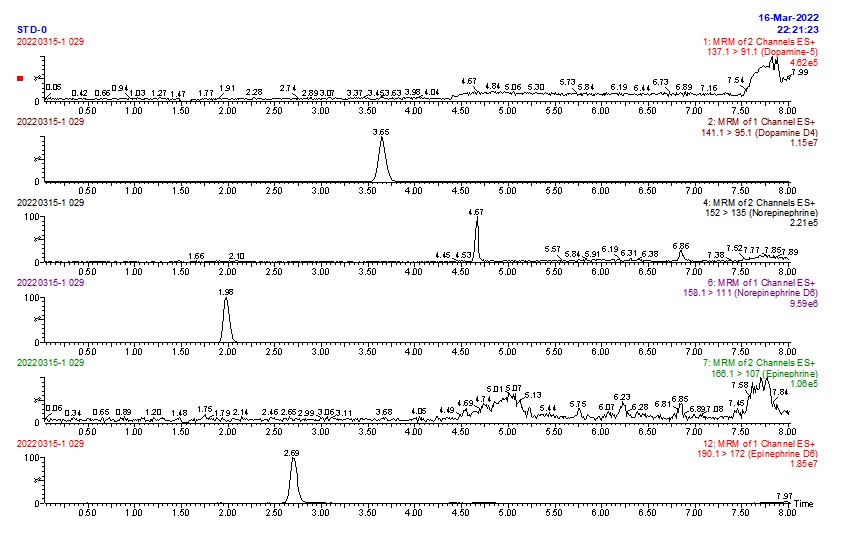 16-Mar-2022
STD-0 22:21:23
20220315-1 029 1: MRM of 2 Channels ES+
137.1 > 91.1 (Dopamine-5)
4.62e5
%
0.05 0.42 0.66 0.94 1.03 1.27 1.47 1.77 1.91 2.28 2.74 2.89 3.07 3.37 3.45 3.63 3.98 4.04 4.67 4.84 5.06 5.30 5.73 5.84 6.19 6.44 6.73 6.89 7.16 7.54 7.99
0
0.50 1.00 1.50 2.00 2.50 3.00 3.50 4.00 4.50 5.00 5.50 6.00 6.50 7.00 7.50 8.00
20220315-1 029 2: MRM of 1 Channel ES+
141.1 > 95.1 (Dopamine D4)
1.15e7
3.65
%
0
0.50 1.00 1.50 2.00 2.50 3.00 3.50 4.00 4.50 5.00 5.50 6.00 6.50 7.00 7.50 8.00
20220315-1 029 4: MRM of 2 Channels ES+
152 > 135 (Norepinephrine)
2.21e5
100
4.67
%
1.66 2.10 4.45 4.53 5.57 5.84 5.91 6.19 6.31 6.38 6.86 7.38 7.52 7.77 7.85 7.89
0
0.50 1.00 1.50 2.00 2.50 3.00 3.50 4.00 4.50 5.00 5.50 6.00 6.50 7.00 7.50 8.00
20220315-1 029 6: MRM of 1 Channel ES+
158.1 > 111 (Norepinephrine D6)
9.59e6
100
1.98
%
0
0.50 1.00 1.50 2.00 2.50 3.00 3.50 4.00 4.50 5.00 5.50 6.00 6.50 7.00 7.50 8.00
20220315-1 029 7: MRM of 2 Channels ES+
166.1 > 107 (Epinephrine)
1.06e5
%
0.06 0.34 0.65 0.89 1.20 1.48 1.75 1.79 2.14 2.46 2.65 2.99 3.06 3.11 3.68 4.05 4.49 4.69 4.74 5.01 5.07 5.13 5.44 5.75 6.07 6.23 6.28 6.81 6.85 6.89 7.08 7.45 7.58 7.84
0
0.50 1.00 1.50 2.00 2.50 3.00 3.50 4.00 4.50 5.00 5.50 6.00 6.50 7.00 7.50 8.00
20220315-1 029 12: MRM of 1 Channel ES+
190.1 > 172 (Epinephrine D6)
1.85e7
100
2.69
%
7.97
0 Time
0.50 1.00 1.50 2.00 2.50 3.00 3.50 4.00 4.50 5.00 5.50 6.00 6.50 7.00 7.50 8.00